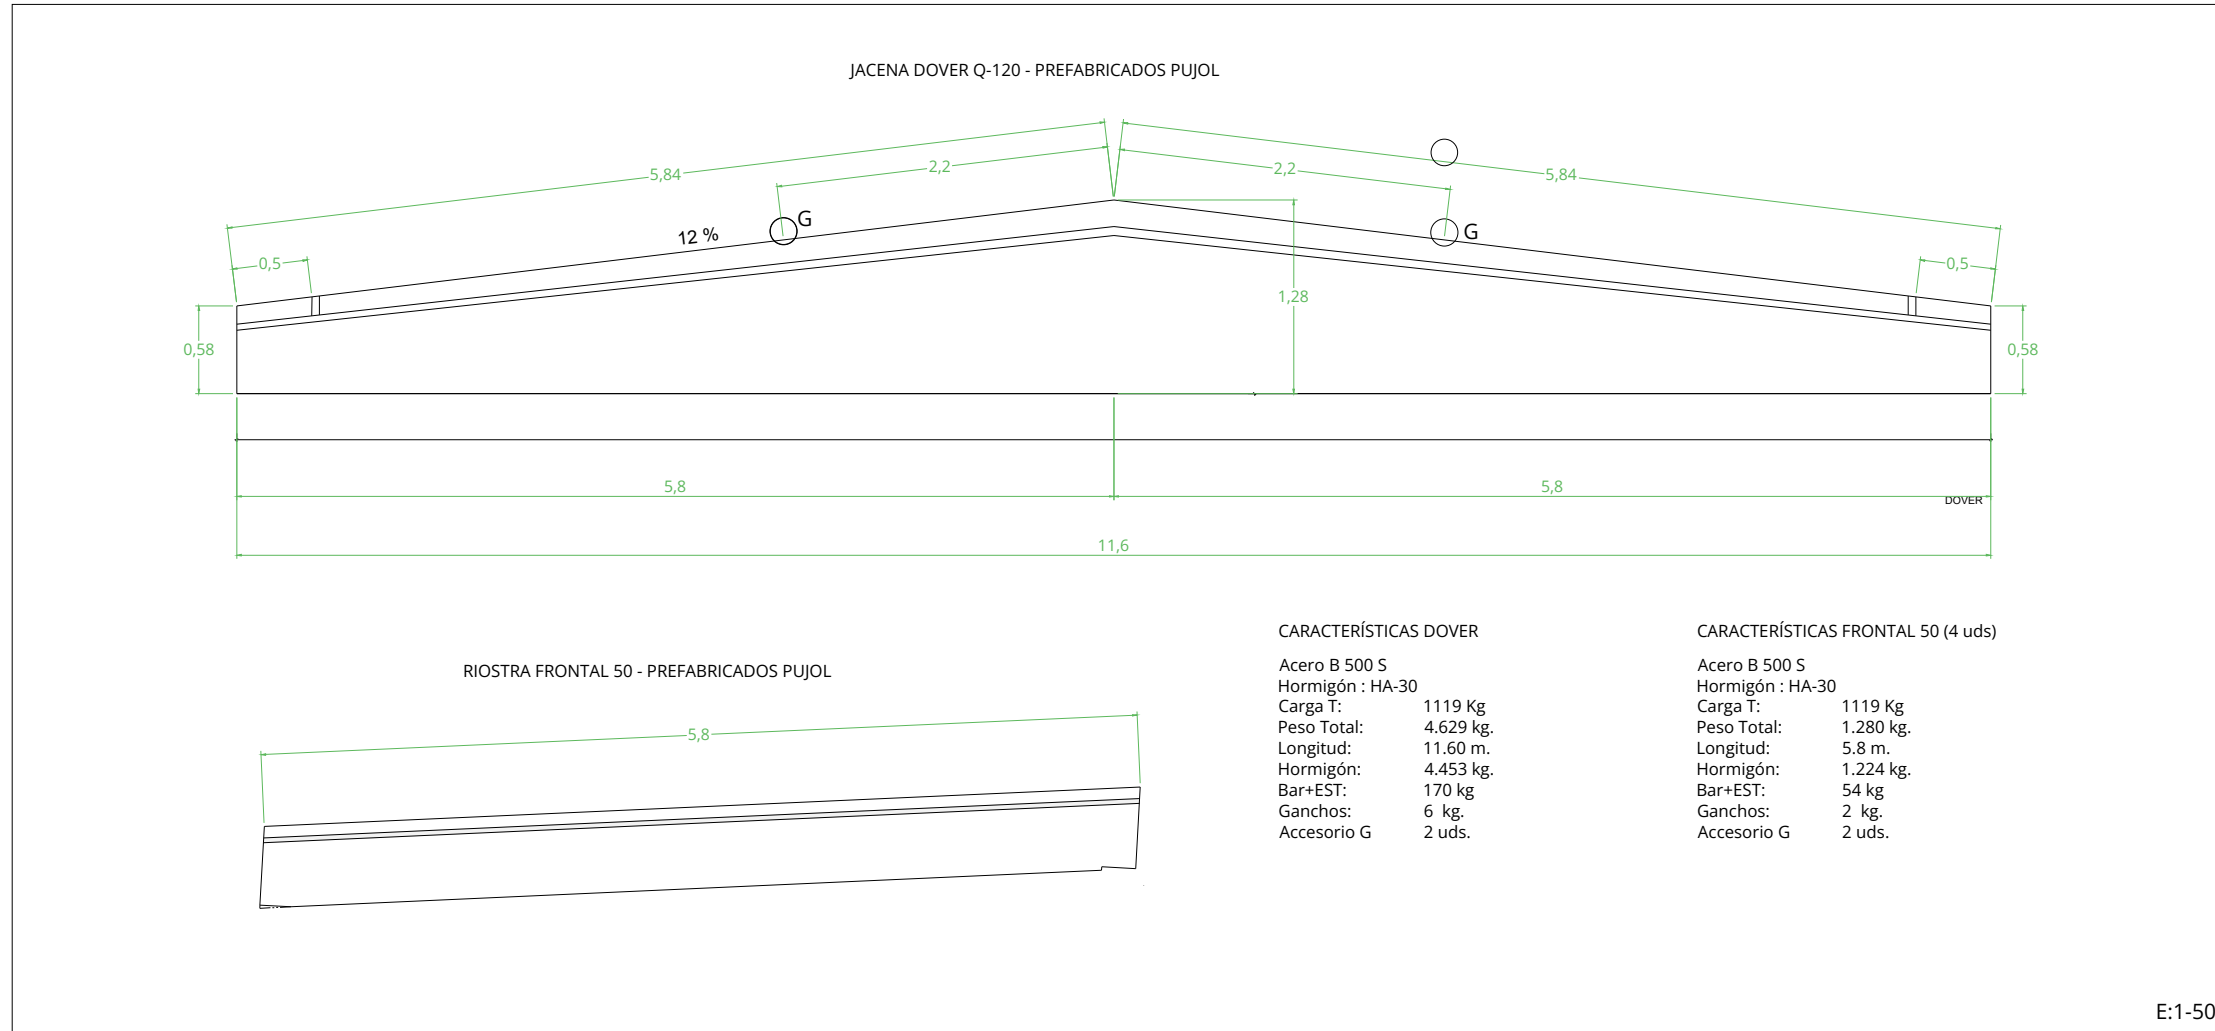 JACENA DOVER Q-120 - PREFABRICADOS PUJOL
5,84
2,2
2,2
5,84
G
12 %
G
0,5
0,5
1,28
0,58
0,58
5,8
5,8
DOVER
11,6
RIOSTRA FRONTAL 50 - PREFABRICADOS PUJOL
5,8
CARACTERÍSTICAS DOVER
Acero B 500 S
Hormigón : HA-30
Carga T: 1119 Kg
Peso Total: 4.629 kg.
Longitud: 11.60 m.
Hormigón: 4.453 kg.
Bar+EST: 170 kg
Ganchos: 6 kg.
Accesorio G 2 uds.
CARACTERÍSTICAS FRONTAL 50 (4 uds)
Acero B 500 S
Hormigón : HA-30
Carga T: 1119 Kg
Peso Total: 1.280 kg.
Longitud: 5.8 m.
Hormigón: 1.224 kg.
Bar+EST: 54 kg
Ganchos: 2 kg.
Accesorio G 2 uds.
E:1-50